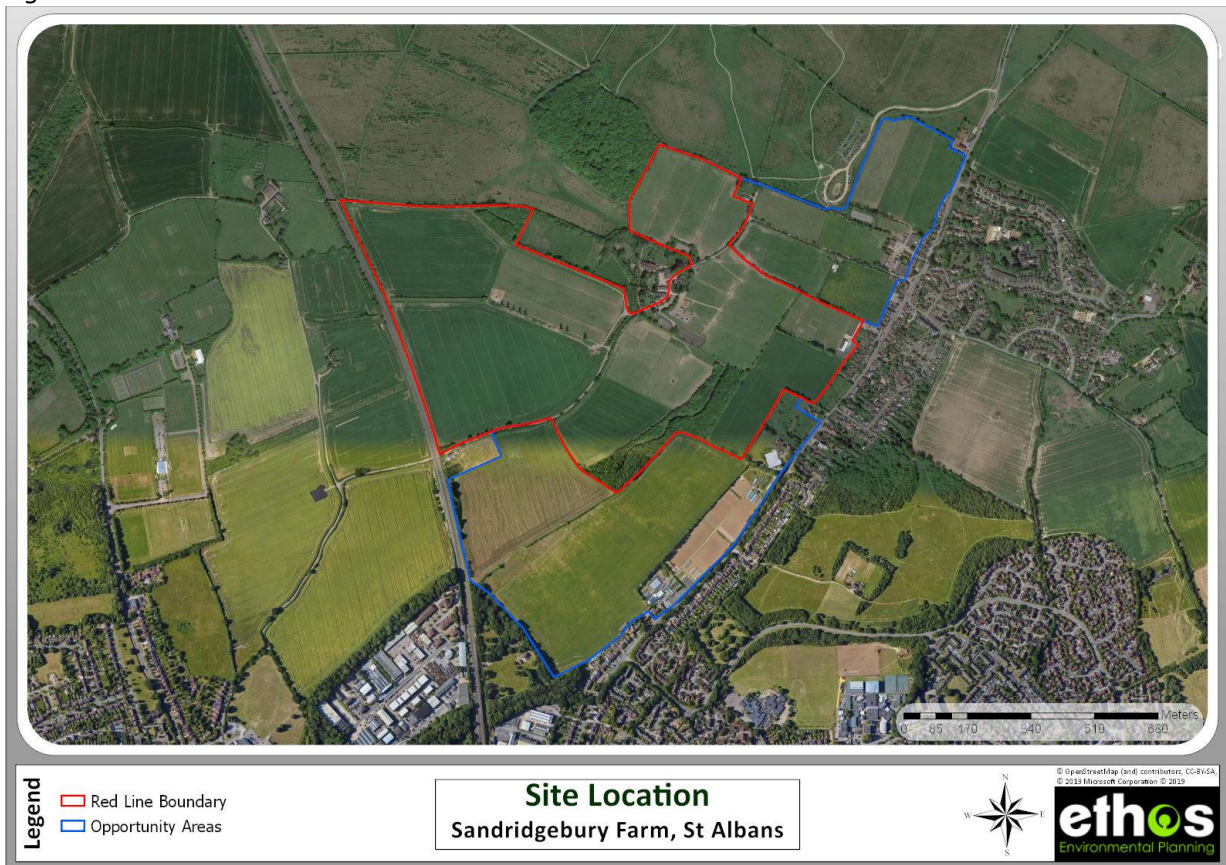 0 85 170 340 510 680 Meters
Legend
Red Line Boundary
Opportunity Areas
Site Location
Sandridgebury Farm, St Albans
N
W E
S
© OpenStreetMap (and) contributors, CC-BY-SA,
© 2019 Microsoft Corporation © 2019
ethos
Environmental Planning